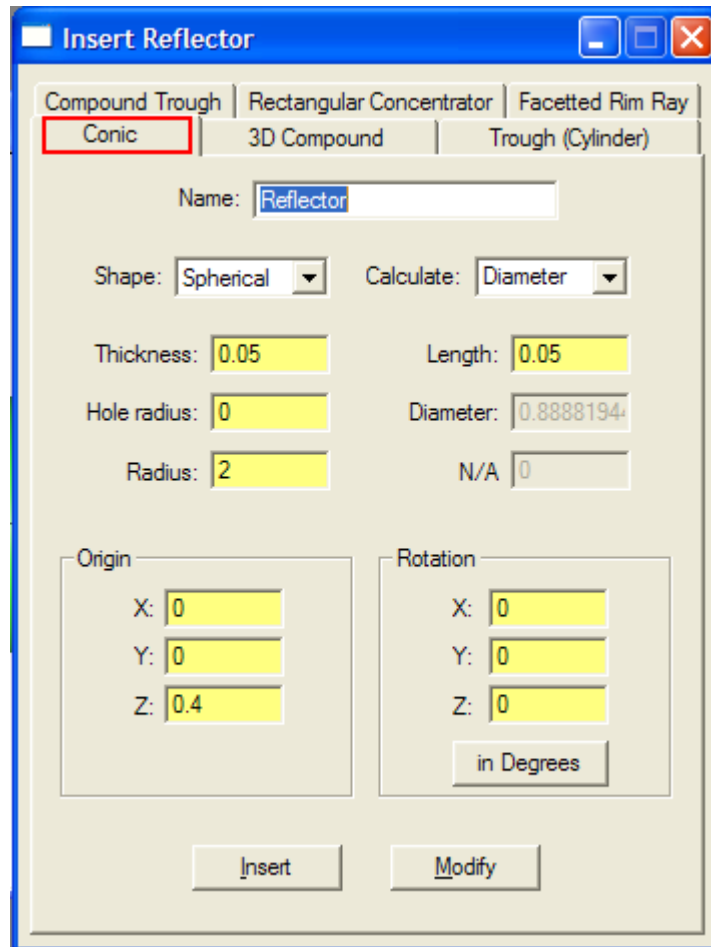 Insert Reflector
Compound Trough Rectangular Concentrator Facetted Rim Ray
Conic 3D Compound Trough (Cylinder)
Name: Reflector
Shape: Spherical Calculate: Diameter
Thickness: 0.05 Length: 0.05
Hole radius: 0 Diameter: 0.8888194
Radius: 2 N/A 0
Origin Rotation
X: 0 X: 0
Y: 0 Y: 0
Z: 0.4 Z: 0
in Degrees
Insert Modify